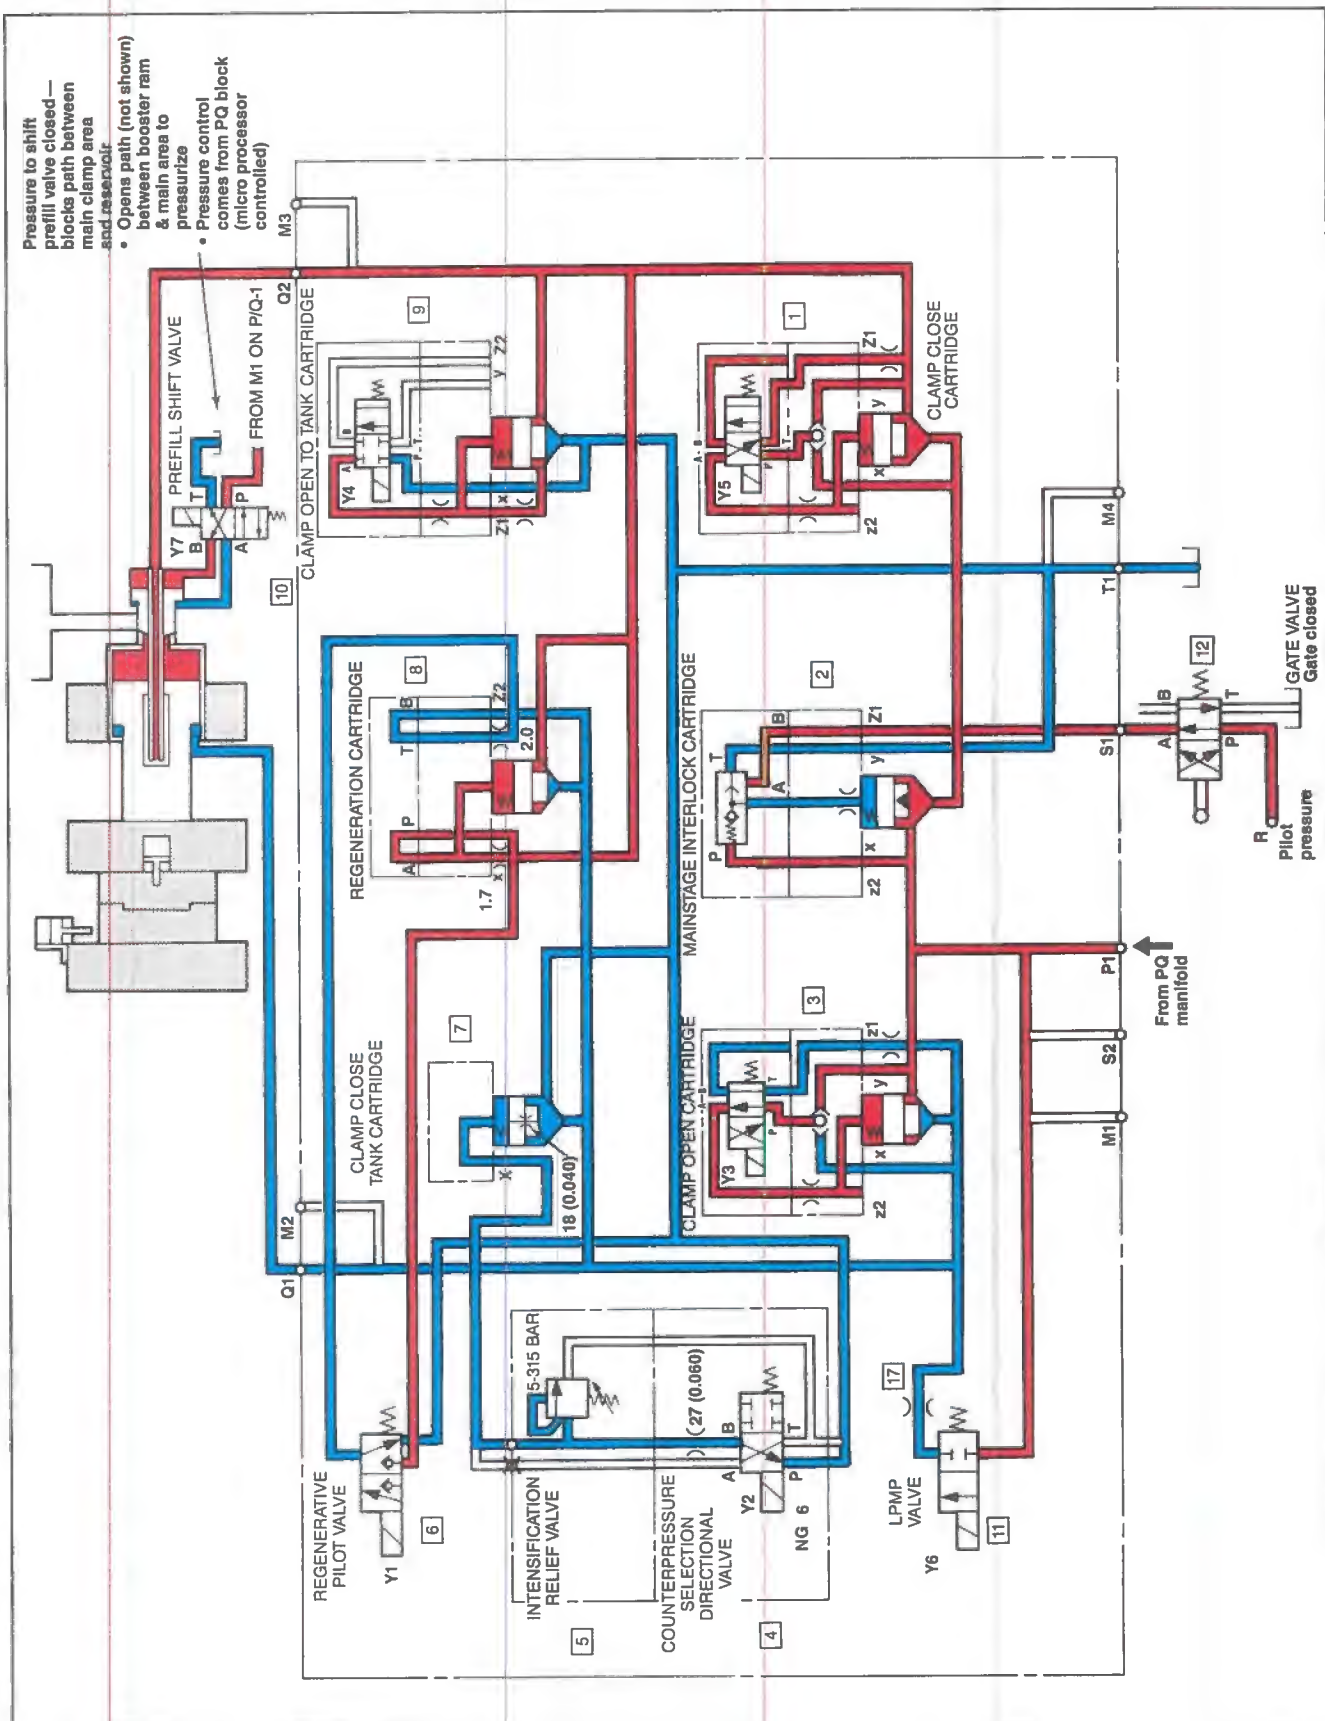 Pressure to shift
prefill valve closed—
blocks path between
main clamp area
and reservoir
• Opens path (not shown)
between booster ram
& main area to
pressurize
• Pressure control
comes from PQ block
(micro processor
controlled)
PREFILL SHIFT VALVE
FROM M1 ON P/Q-1
Y7
B
T
A
P
10
Q2
M3
CLAMP OPEN TO TANK CARTRIDGE
9
Y4
A
B
P
T
Z1
x
y
Z2
REGENERATION CARTRIDGE
8
A
P
T
B
1.7
x
2.0
Z2
CLAMP CLOSE
TANK CARTRIDGE
7
x
18 (0.040)
Q1
M2
REGENERATIVE
PILOT VALVE
Y1
6
INTENSIFICATION
RELIEF VALVE
5-315 BAR
5
COUNTERPRESSURE
SELECTION
DIRECTIONAL
VALVE
27 (0.060)
A
B
Y2
P
T
NG 6
4
CLAMP OPEN CARTRIDGE
3
A
B
Y3
P
T
z2
x
y
z1
MAINSTAGE INTERLOCK CARTRIDGE
2
P
T
A
B
z2
x
y
Z1
1
A
B
Y5
P
T
z2
x
y
Z1
CLAMP CLOSE
CARTRIDGE
LPMP
VALVE
Y6
17
11
M1
S2
P1
From PQ
manifold
S1
T1
M4
12
A
B
P
T
R
Pilot
pressure
GATE VALVE
Gate closed